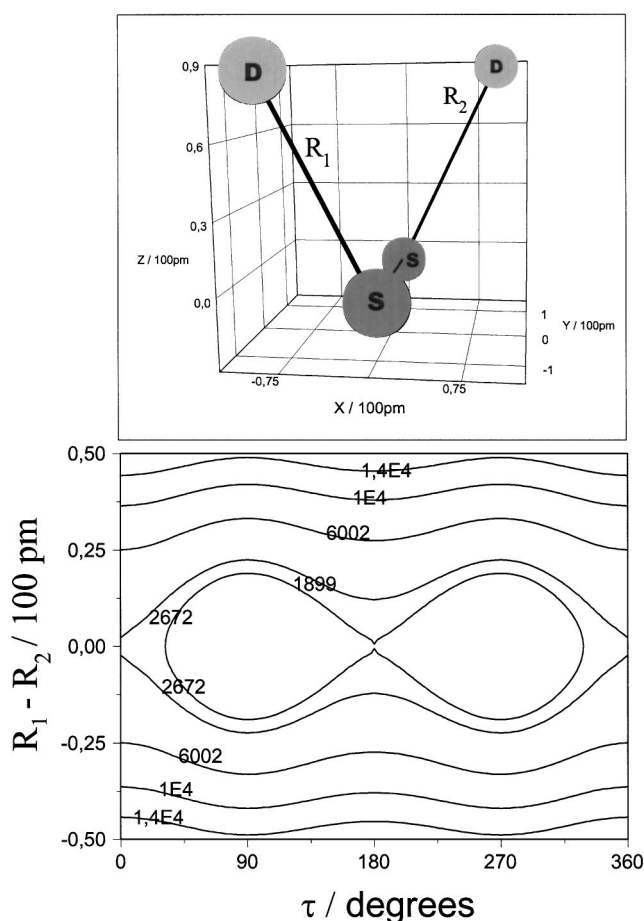 D
D
R1
R2
S
S
0,9
0,6
0,3
0,0
Z / 100pm
-0,75
0,75
X / 100pm
1
0
-1
Y / 100pm
0,50
0,25
0,00
-0,25
-0,50
R1 - R2 / 100 pm
1,4E4
1E4
6002
1899
2672
2672
6002
1E4
1,4E4
0
90
180
270
360
τ / degrees